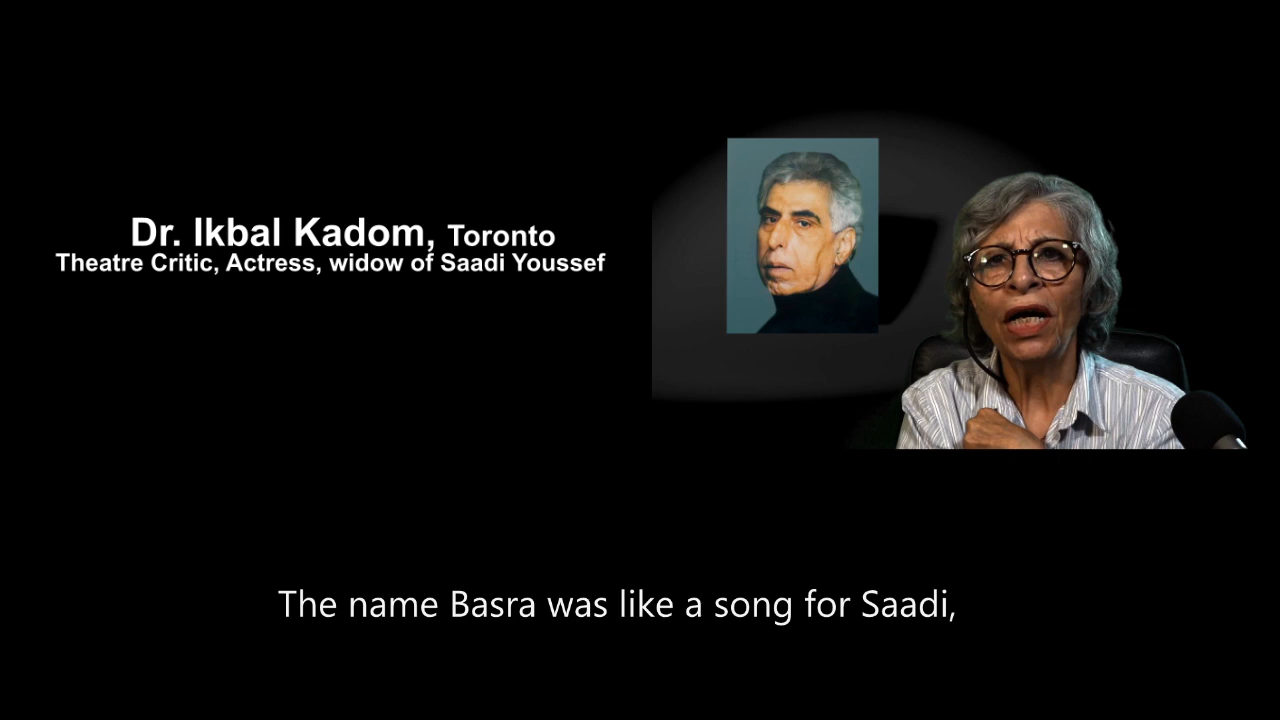 Dr. Ikbal Kadom, Toronto
Theatre Critic, Actress, widow of Saadi Youssef
The name Basra was like a song for Saadi,